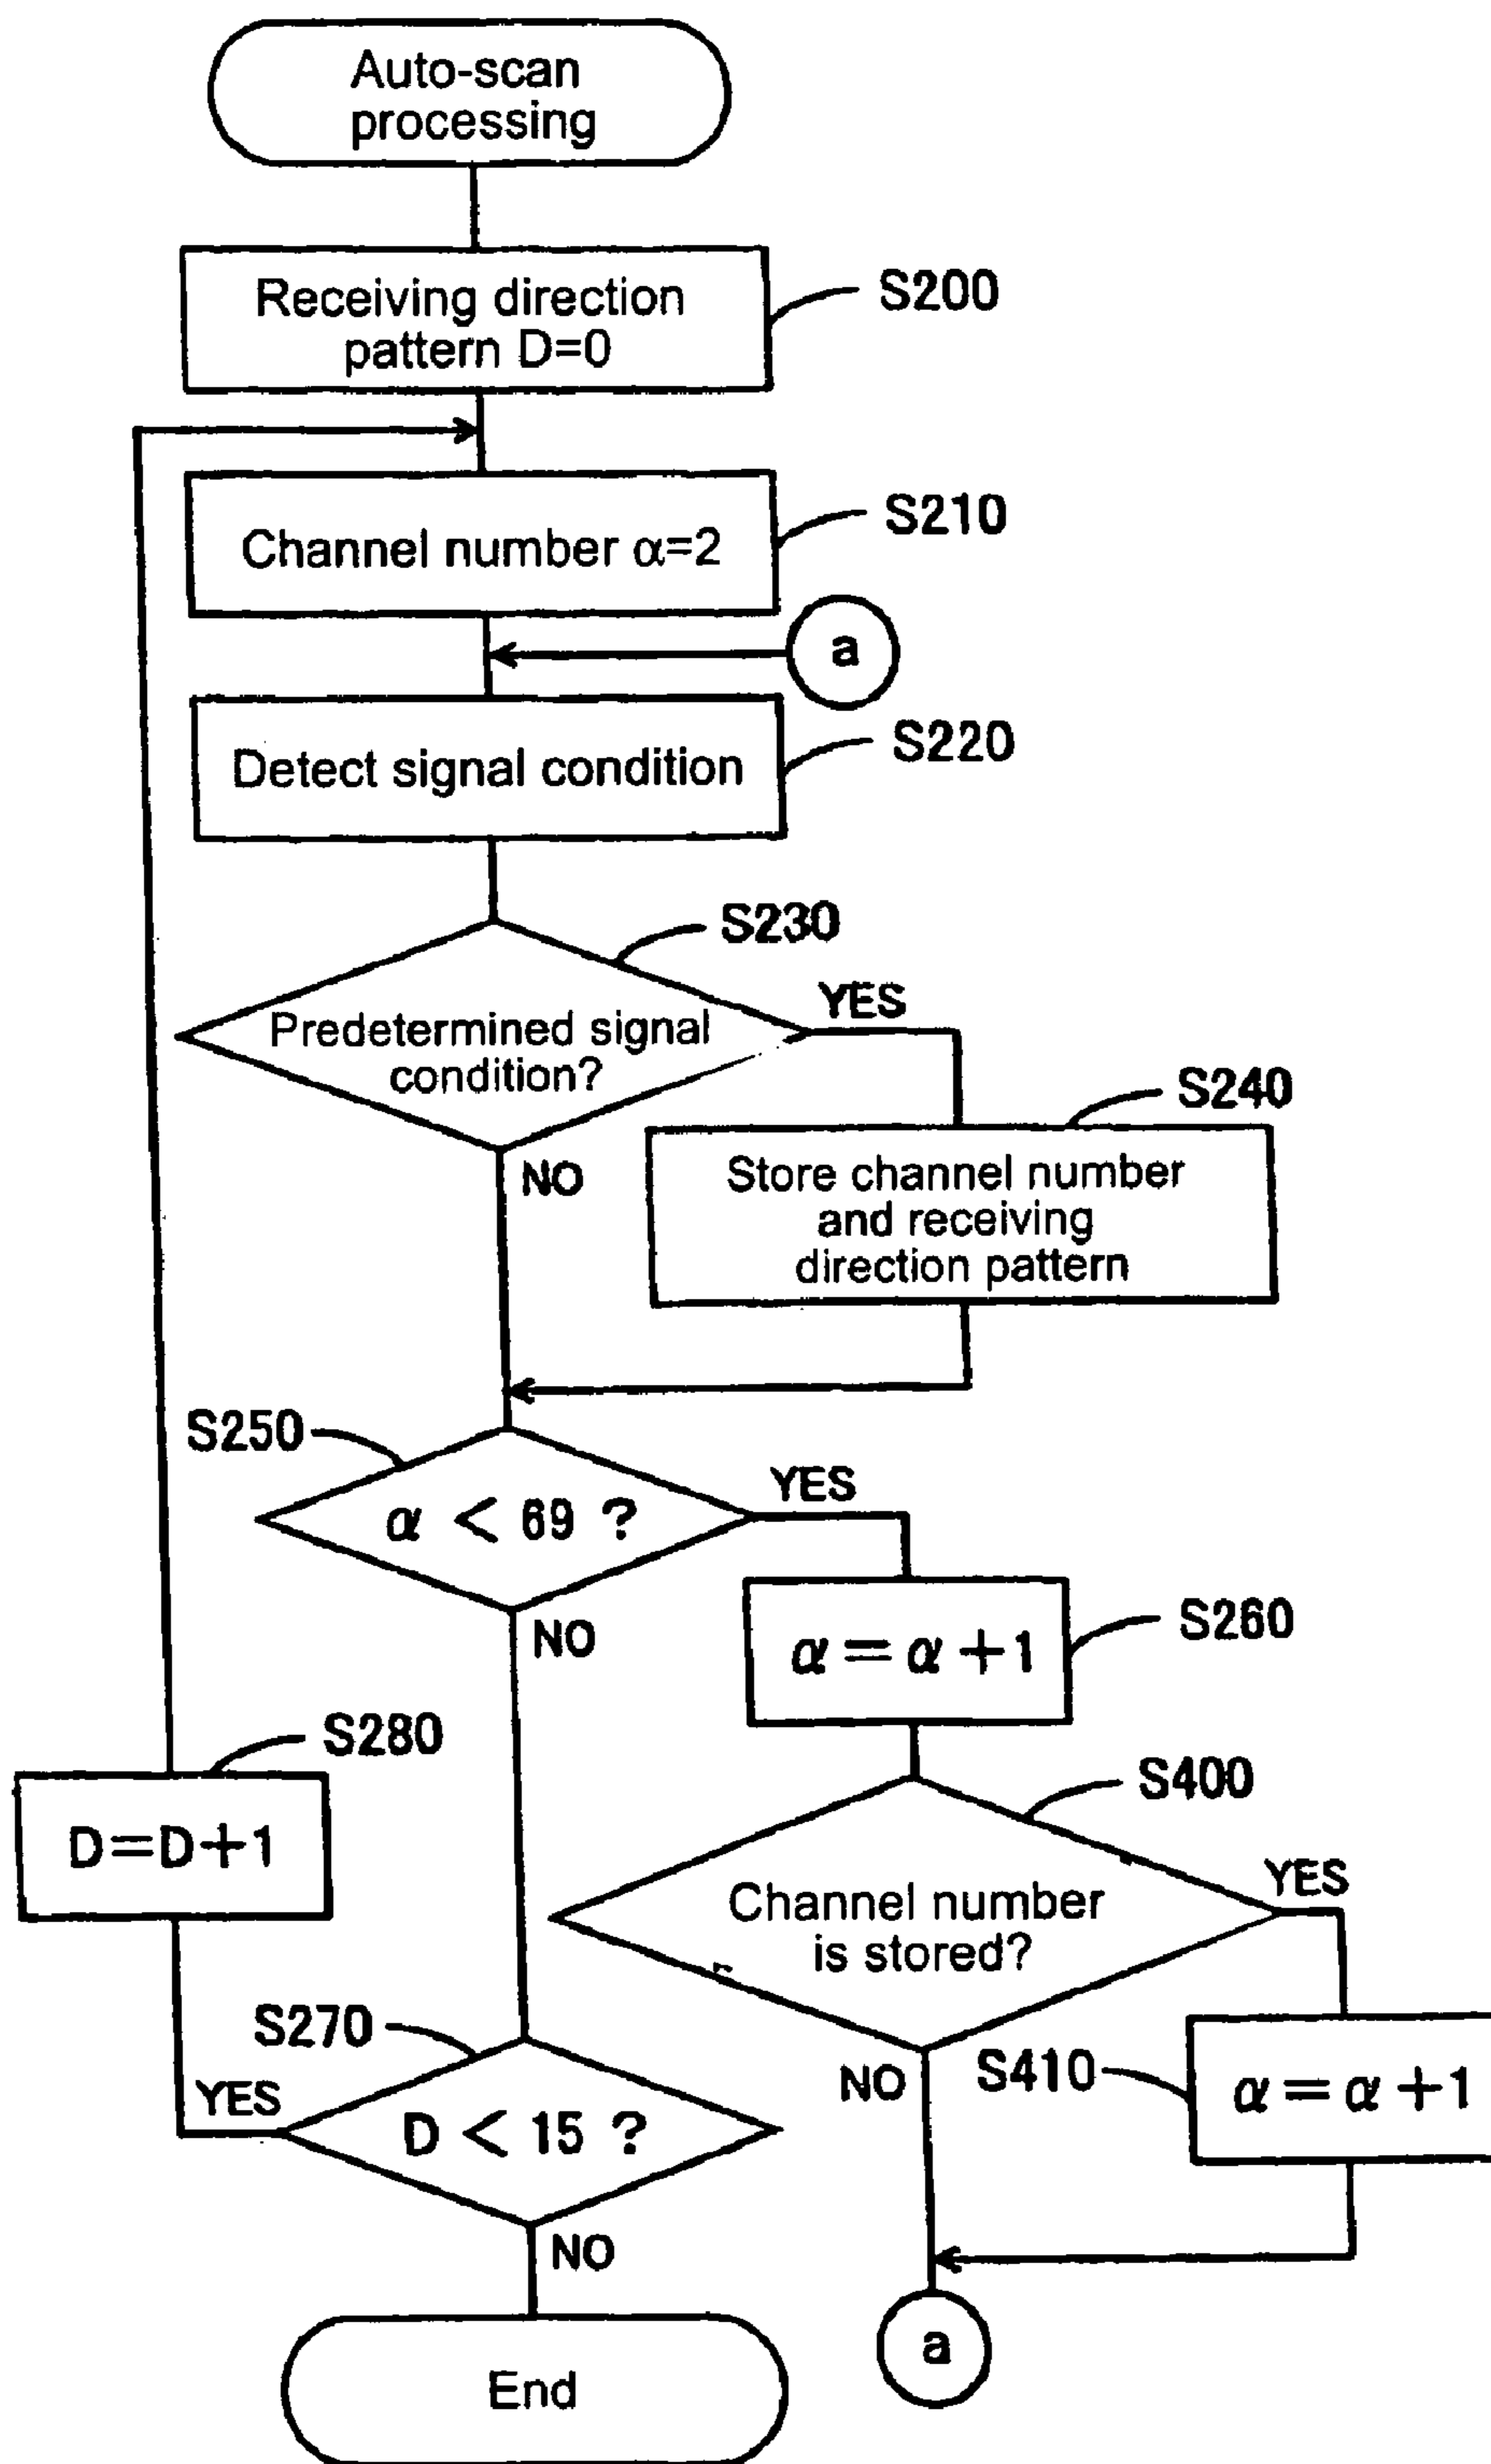 Auto-scan
processing
Receiving direction
pattern D=0
S200
Channel number α=2
S210
a
Detect signal condition
S220
S230
Predetermined signal
condition?
YES
NO
S240
Store channel number
and receiving
direction pattern
S250
α < 69 ?
YES
NO
α = α + 1
S260
S280
D=D+1
S400
Channel number
is stored?
YES
NO
S410
α = α + 1
S270
YES
D < 15 ?
NO
End
a